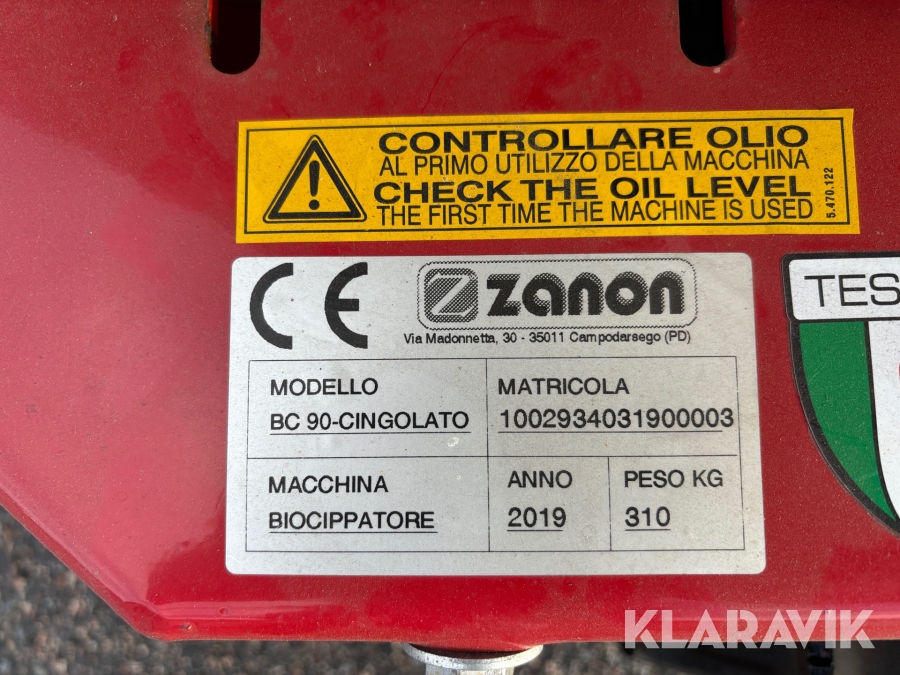 CONTROLLARE OLIO
AL PRIMO UTILIZZO DELLA MACCHINA
CHECK THE OIL LEVEL
THE FIRST TIME THE MACHINE IS USED
5.470.122
CE zanon
Via Madonnetta, 30 - 35011 Campodarsego (PD)
MODELLO MATRICOLA
BC 90-CINGOLATO 1002934031900003
MACCHINA ANNO PESO KG
BIOCIPPATORE 2019 310
TES
KLARAVIK